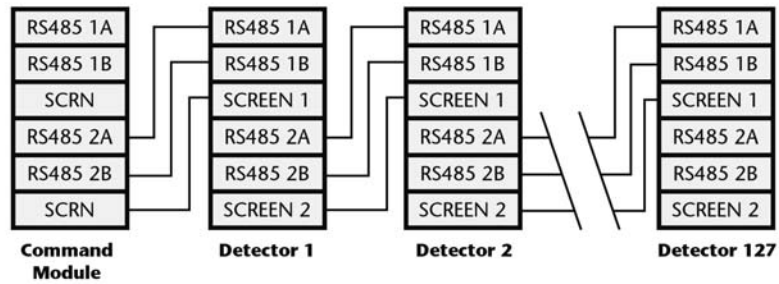 RS485 1A
RS485 1B
SCRN
RS485 2A
RS485 2B
SCRN
Command
Module
RS485 1A
RS485 1B
SCREEN 1
RS485 2A
RS485 2B
SCREEN 2
Detector 1
RS485 1A
RS485 1B
SCREEN 1
RS485 2A
RS485 2B
SCREEN 2
Detector 2
RS485 1A
RS485 1B
SCREEN 1
RS485 2A
RS485 2B
SCREEN 2
Detector 127